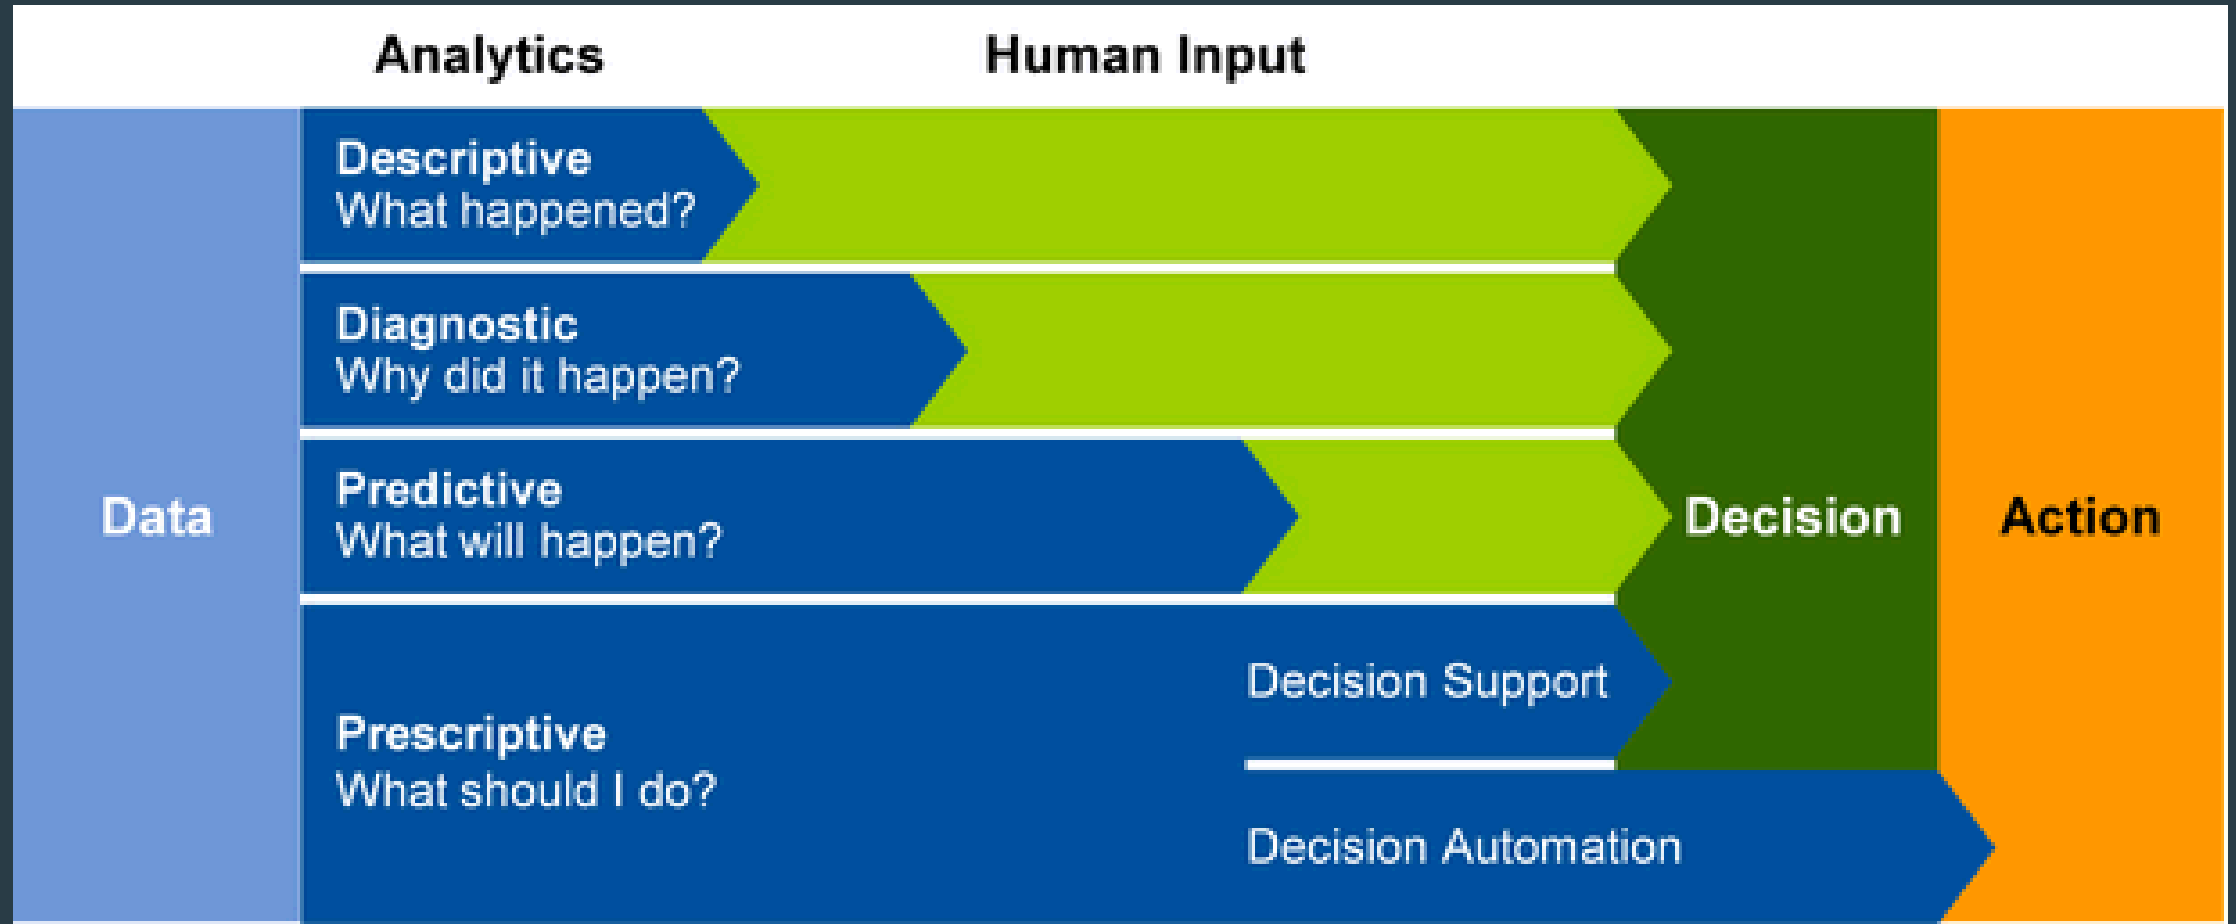 Analytics
Human Input
Descriptive
What happened?
Diagnostic
Why did it happen?
Predictive
What will happen?
Data
Decision
Action
Decision Support
Prescriptive
What should I do?
Decision Automation